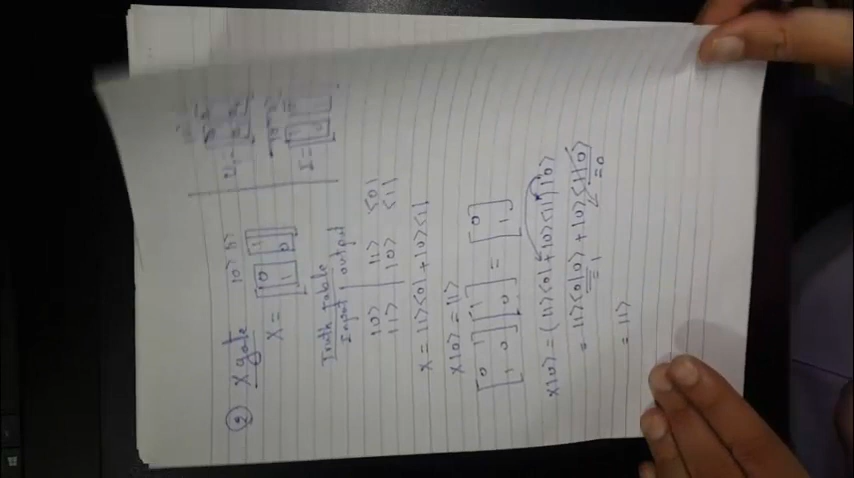 ② X gate |0> |1>
X = [0 1
1 0]
Truth table
Input | output
|0> | |1> <0|
|1> | |0> <1|
X = |1><0| + |0><1|
X|0> = |1>
[0 1
1 0] [1
0] = [0
1]
X|0> = (|1><0| + |0><1|)|0>
= |1><0|0> + |0><1|0>
= 1 = 0
= |1>